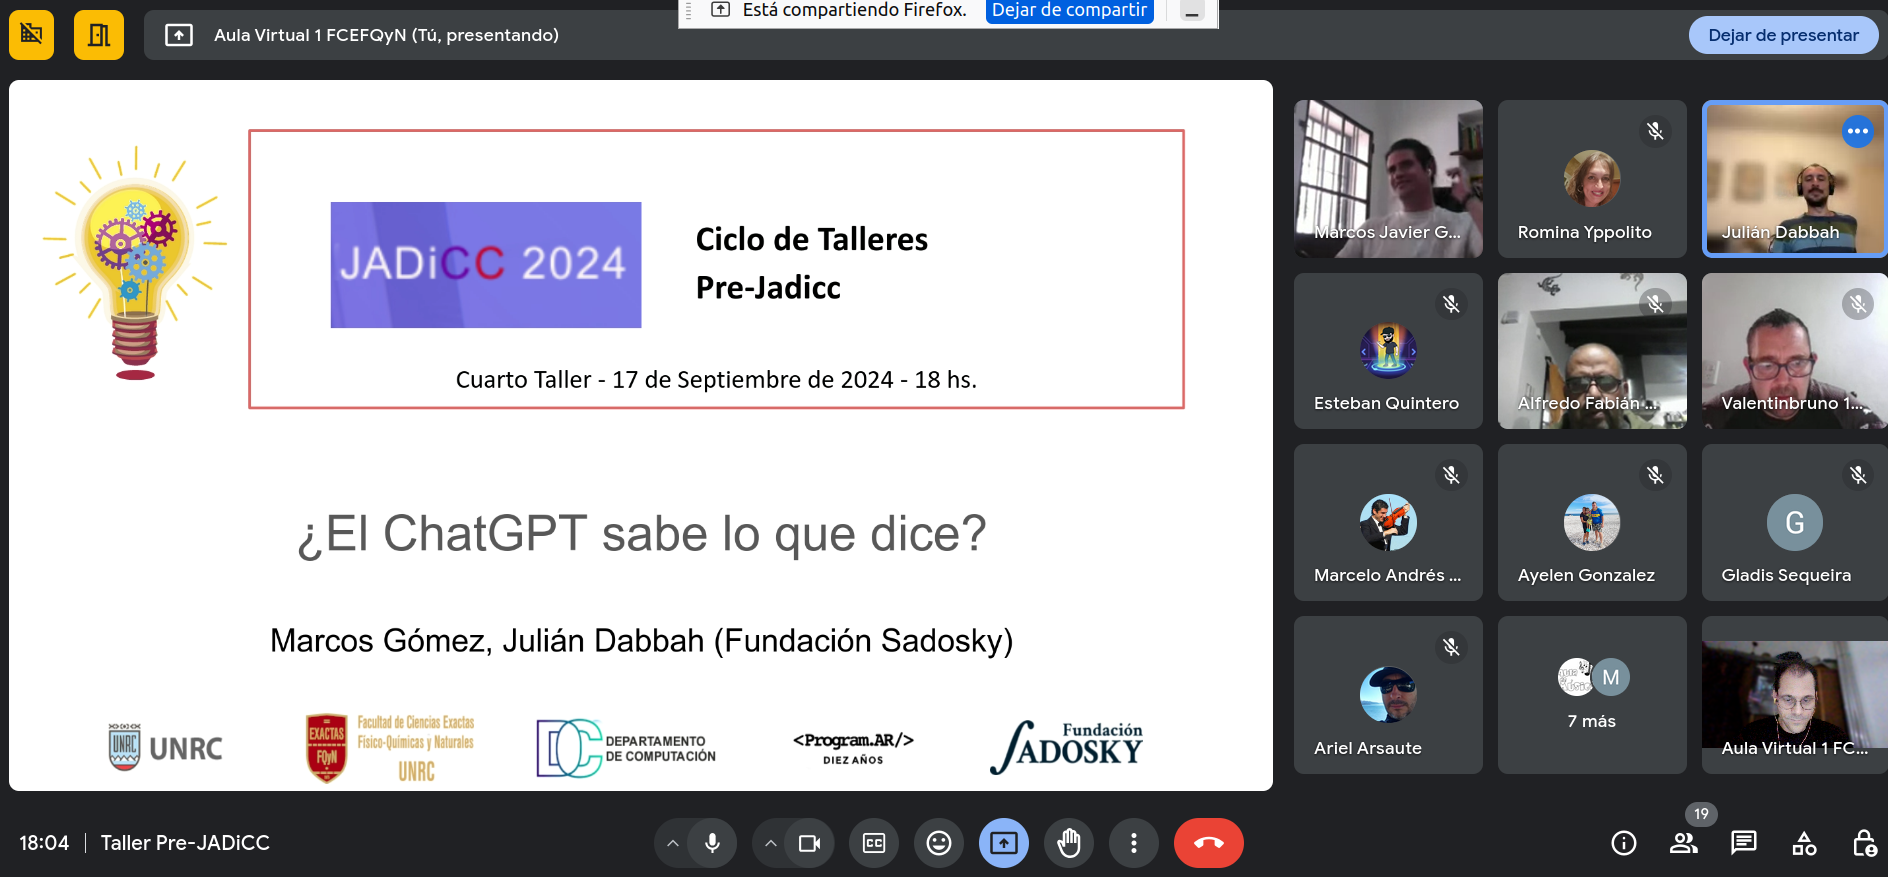 Está compartiendo Firefox.
Dejar de compartir
Aula Virtual 1 FCEFQyN (Tú, presentando)
Dejar de presentar
JADiCC 2024
Ciclo de Talleres
Pre-Jadicc
Cuarto Taller - 17 de Septiembre de 2024 - 18 hs.
¿El ChatGPT sabe lo que dice?
Marcos Gómez, Julián Dabbah (Fundación Sadosky)
UNRC
UNRC
EXACTAS
FQyN
Facultad de Ciencias Exactas
Físico-Químicas y Naturales
UNRC
DC
DEPARTAMENTO
DE COMPUTACIÓN
<Program.AR/>
DIEZ AÑOS
Fundación
SADOSKY
Marcos Javier G...
Romina Yppolito
Julián Dabbah
Esteban Quintero
Alfredo Fabián ...
Valentinbruno 1...
Marcelo Andrés ...
Ayelen Gonzalez
G
Gladis Sequeira
Ariel Arsaute
M
7 más
Aula Virtual 1 FC...
18:04
Taller Pre-JADiCC
CC
19